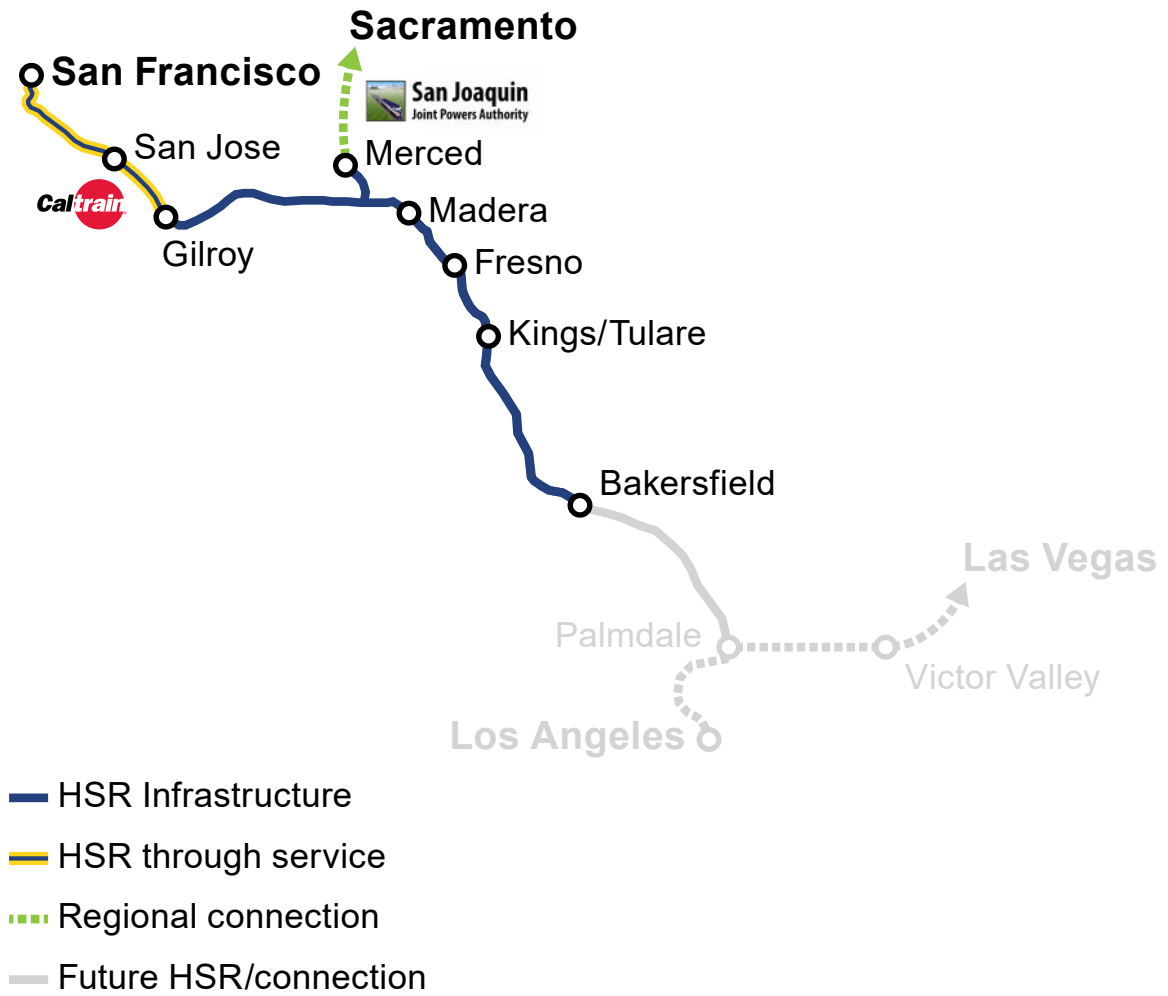 Sacramento
San Francisco
San Joaquin
Joint Powers Authority
San Jose
Merced
Caltrain
Madera
Gilroy
Fresno
Kings/Tulare
Bakersfield
Las Vegas
Palmdale
Victor Valley
Los Angeles
HSR Infrastructure
HSR through service
Regional connection
Future HSR/connection